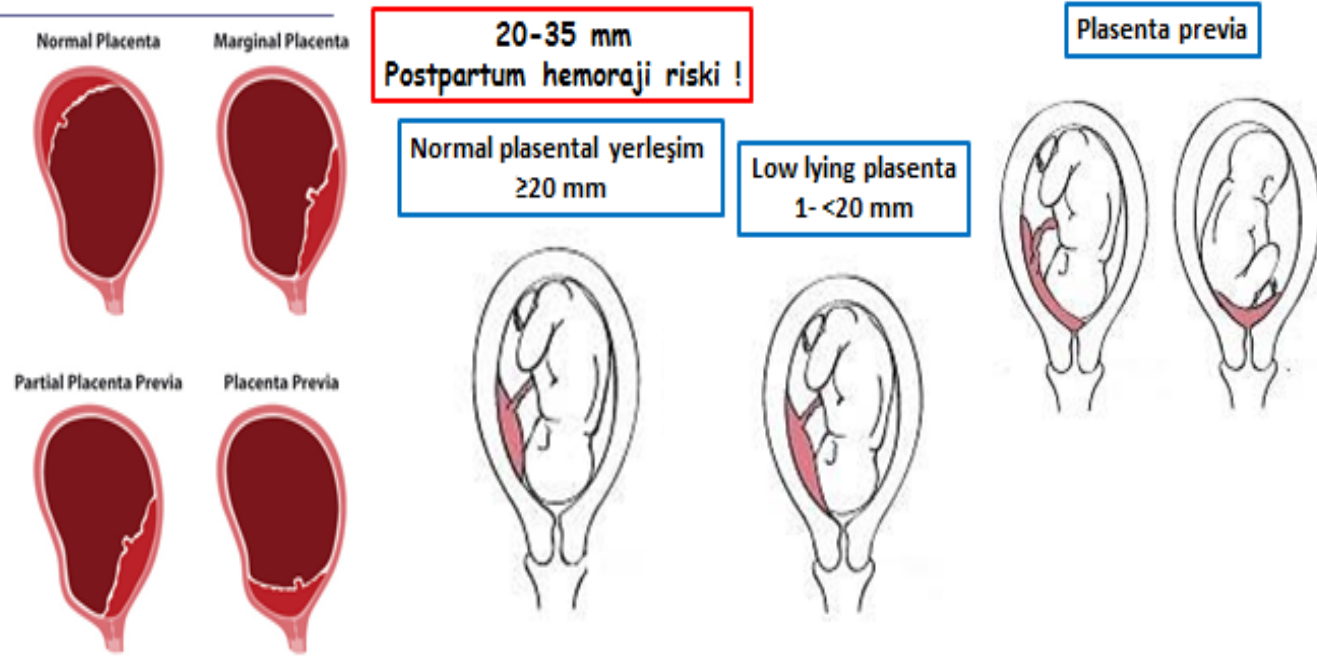 Normal Placenta
Marginal Placenta
Partial Placenta Previa
Placenta Previa
20-35 mm
Postpartum hemoraji riski !
Normal plasental yerleşim
≥20 mm
Low lying plasenta
1- <20 mm
Plasenta previa